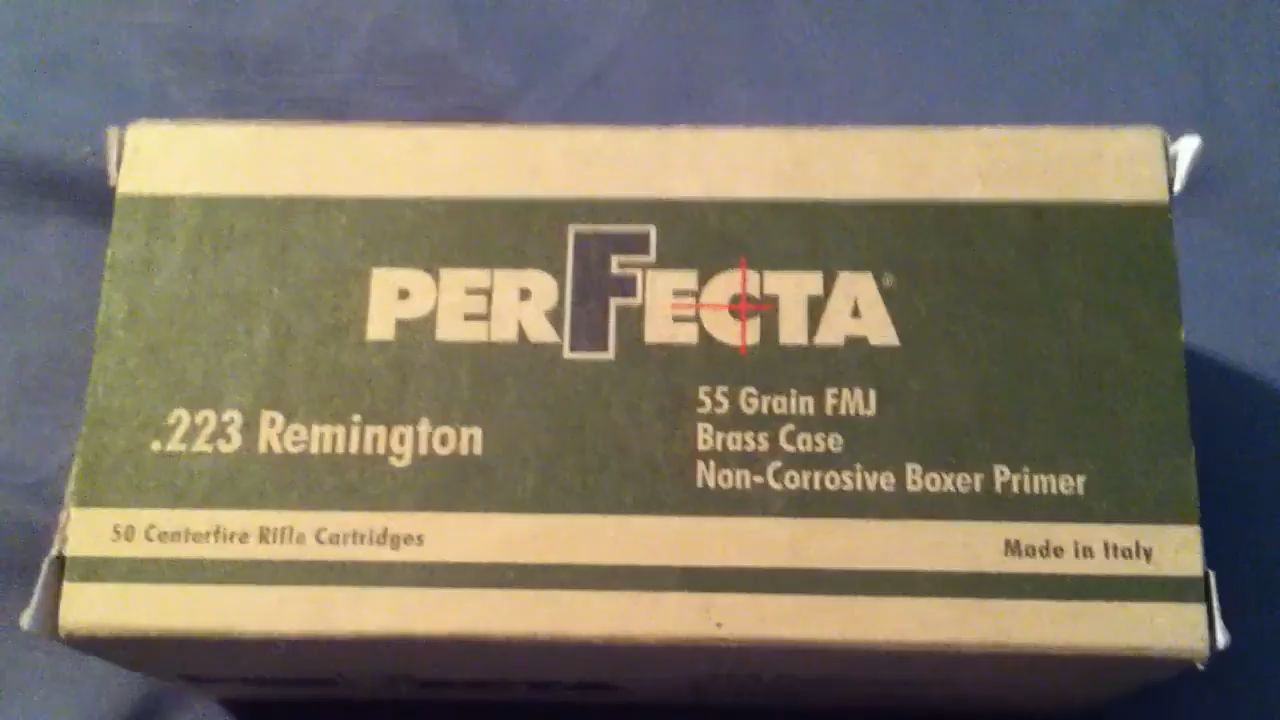 PERFECTA®
.223 Remington
55 Grain FMJ
Brass Case
Non-Corrosive Boxer Primer
50 Centerfire Rifle Cartridges
Made in Italy